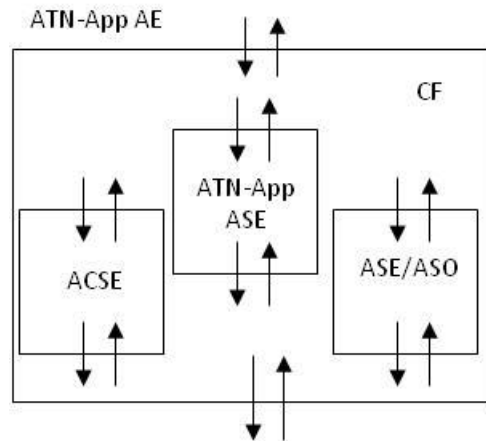 ATN-App AE
CF
ATN-App
ASE
ACSE
ASE/ASO